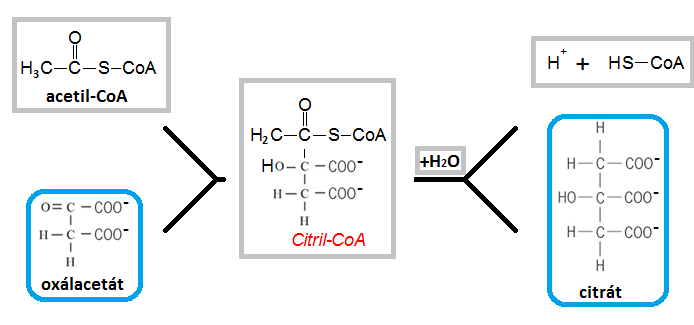 O
H₃C–C–S–CoA
acetil-CoA
O=C–COO⁻
H–C–COO⁻
H
oxálacetát
O
H₂C–C–S–CoA
HO–C–COO⁻
H–C–COO⁻
H
Citril-CoA
+H₂O
H⁺ + HS–CoA
H
H–C–COO⁻
HO–C–COO⁻
H–C–COO⁻
H
citrát